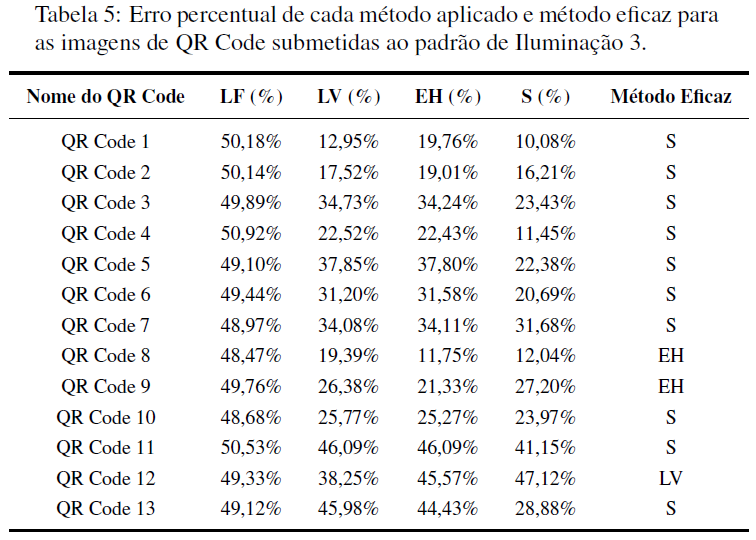 Tabela 5: Erro percentual de cada método aplicado e método eficaz para
as imagens de QR Code submetidas ao padrão de Iluminação 3.
Nome do QR Code LF (%) LV (%) EH (%) S (%) Método Eficaz
QR Code 1 50,18% 12,95% 19,76% 10,08% S
QR Code 2 50,14% 17,52% 19,01% 16,21% S
QR Code 3 49,89% 34,73% 34,24% 23,43% S
QR Code 4 50,92% 22,52% 22,43% 11,45% S
QR Code 5 49,10% 37,85% 37,80% 22,38% S
QR Code 6 49,44% 31,20% 31,58% 20,69% S
QR Code 7 48,97% 34,08% 34,11% 31,68% S
QR Code 8 48,47% 19,39% 11,75% 12,04% EH
QR Code 9 49,76% 26,38% 21,33% 27,20% EH
QR Code 10 48,68% 25,77% 25,27% 23,97% S
QR Code 11 50,53% 46,09% 46,09% 41,15% S
QR Code 12 49,33% 38,25% 45,57% 47,12% LV
QR Code 13 49,12% 45,98% 44,43% 28,88% S